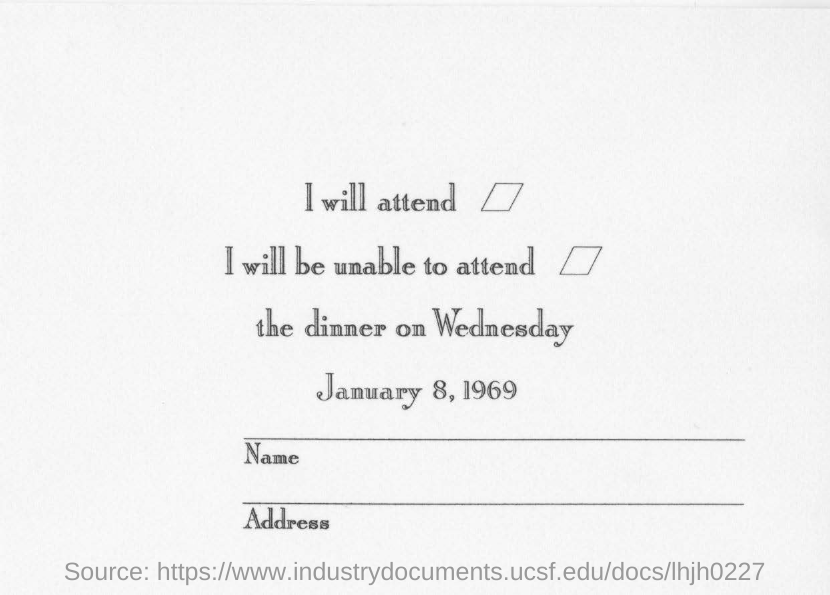 I will attend
I will be unable to attend
the dinner on Wednesday
January 8, 1969
Name
Address
Source: https://www.industrydocuments.ucsf.edu/docs/lhjh0227